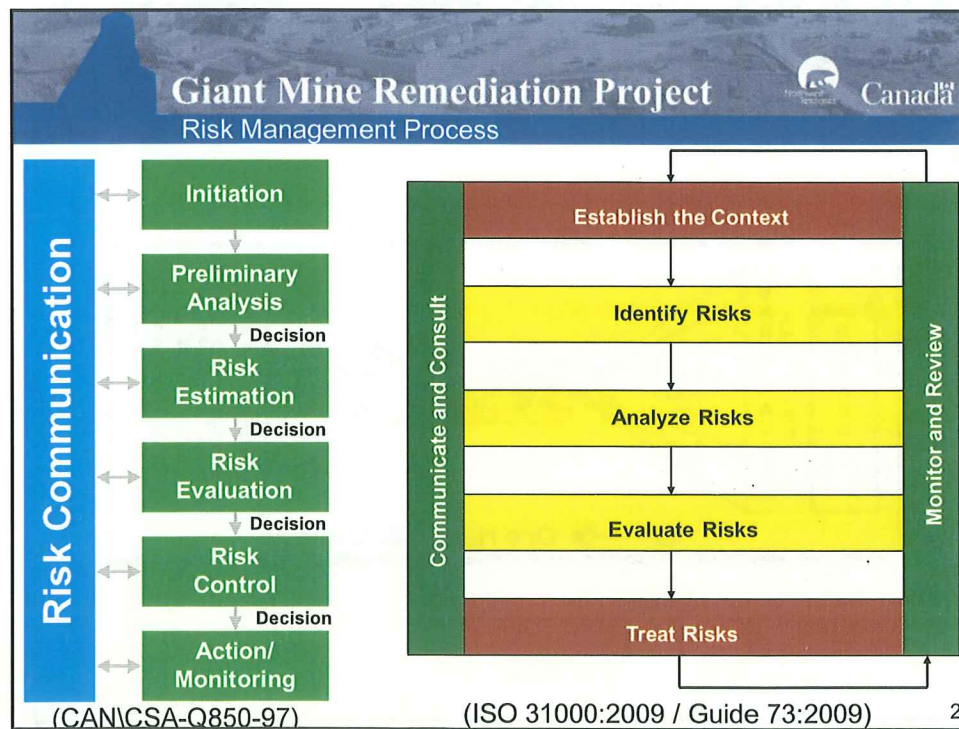 Giant Mine Remediation Project
Canada
Risk Management Process
Risk Communication
Initiation
Preliminary
Analysis
Decision
Risk
Estimation
Decision
Risk
Evaluation
Decision
Risk
Control
Decision
Action/
Monitoring
(CAN\CSA-Q850-97)
Communicate and Consult
Establish the Context
Identify Risks
Analyze Risks
Evaluate Risks
Treat Risks
Monitor and Review
(ISO 31000:2009 / Guide 73:2009)
2